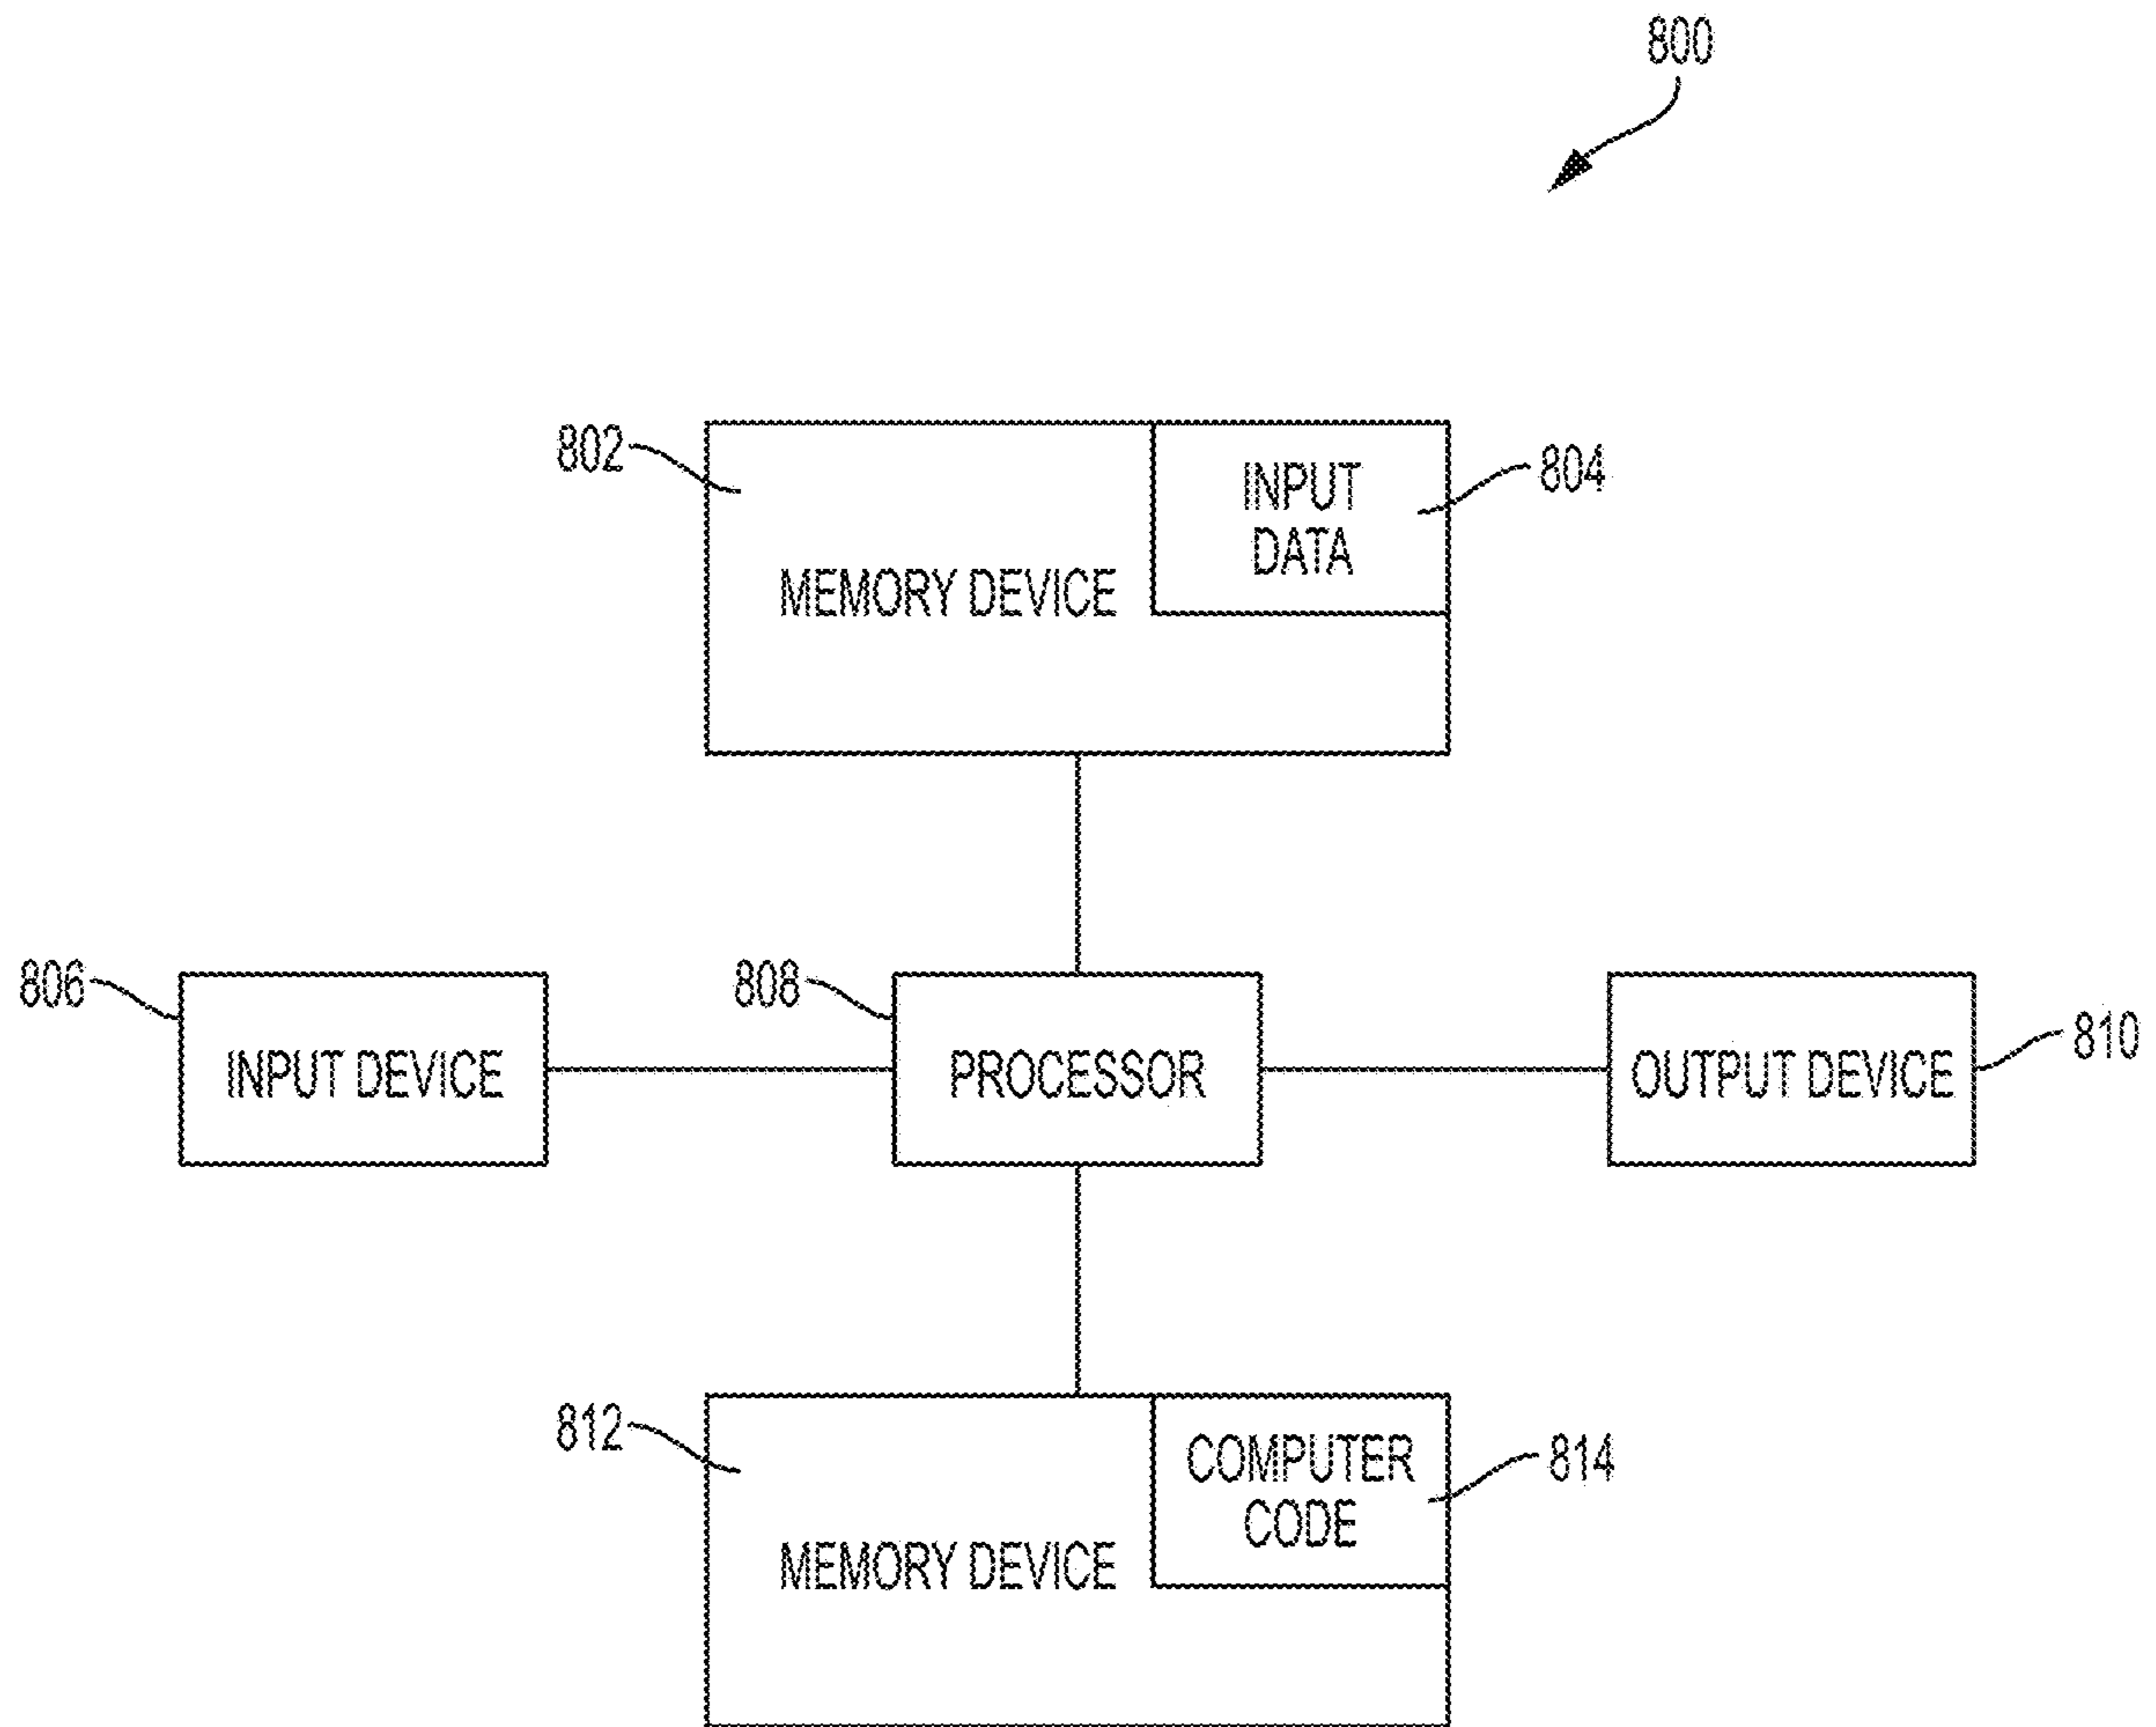 800
802
INPUT
DATA
804
MEMORY DEVICE
806
INPUT DEVICE
808
PROCESSOR
OUTPUT DEVICE
810
812
COMPUTER
CODE
814
MEMORY DEVICE